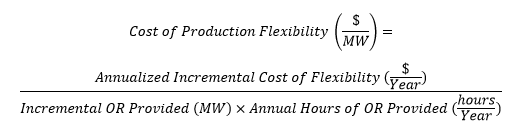 Cost of Production Flexibility ($/MW) =
Annualized Incremental Cost of Flexibility ($/Year)
Incremental OR Provided (MW) × Annual Hours of OR Provided (hours/Year)